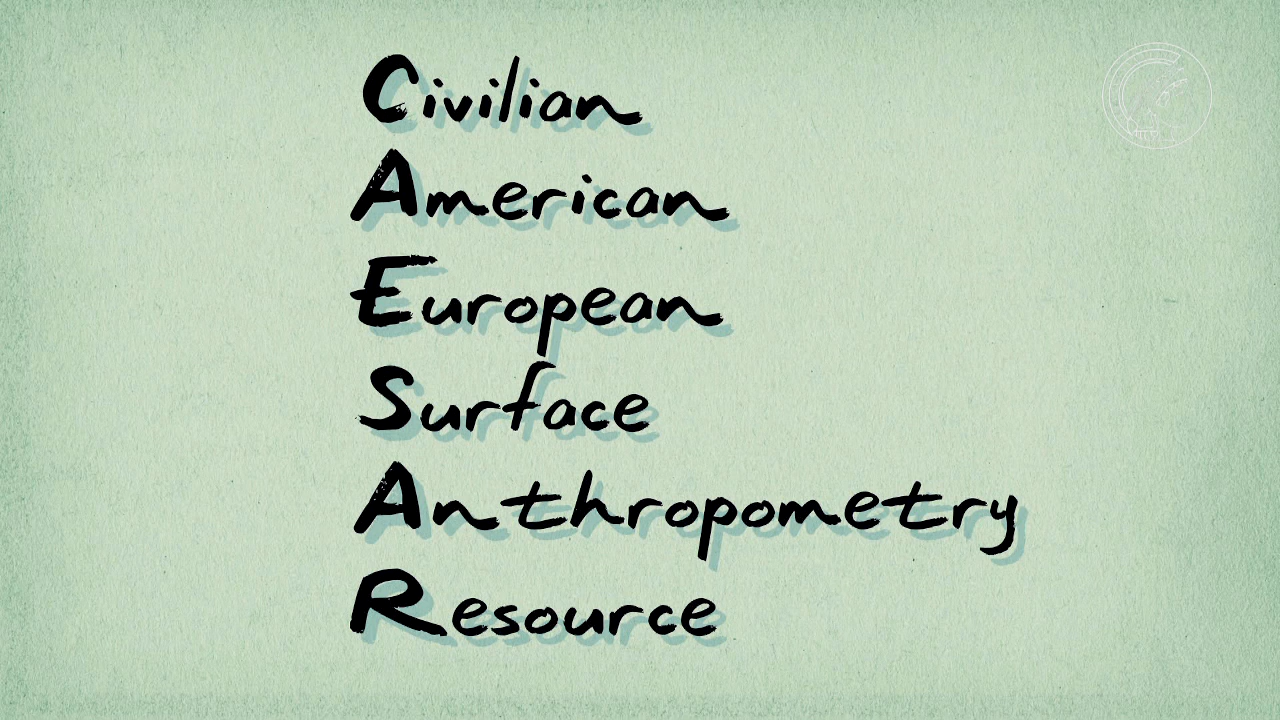 Civilian
American
European
Surface
Anthropometry
Resource